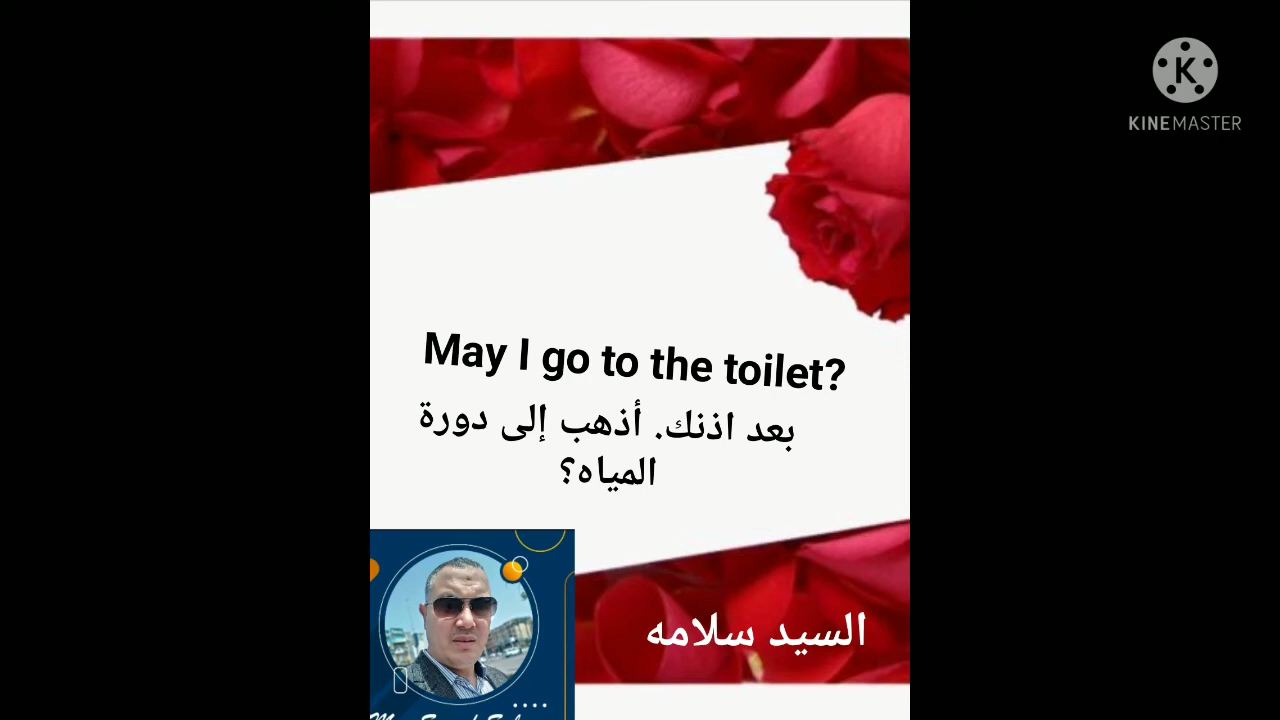 KINEMASTER
May I go to the toilet?
بعد اذنك. أذهب إلى دورة
المياه؟
السيد سلامه